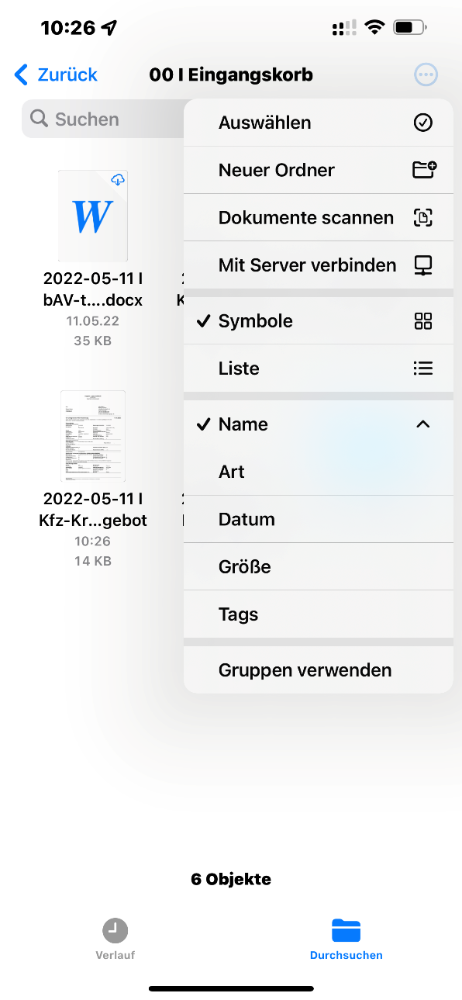 10:26
Zurück
00 I Eingangskorb
Suchen
Auswählen
Neuer Ordner
Dokumente scannen
Mit Server verbinden
Symbole
Liste
Name
Art
Datum
Größe
Tags
Gruppen verwenden
W
2022-05-11 I
bAV-t....docx
11.05.22
35 KB
2022-05-11 I
Kfz-Kr...gebot
10:26
14 KB
6 Objekte
Verlauf
Durchsuchen